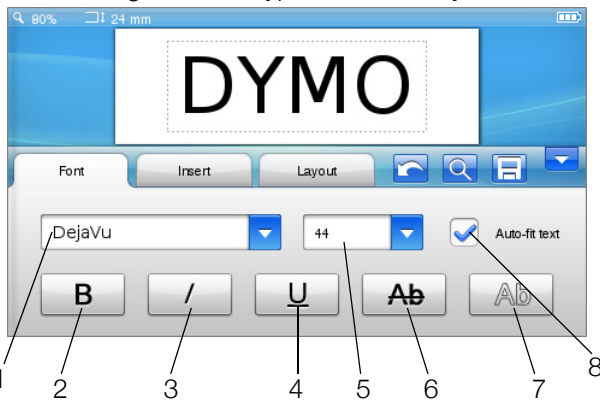 80% 24 mm
DYMO
Font Insert Layout
DejaVu 44 Auto-fit text
B I U Ab Ab
1 2 3 4 5 6 7 8